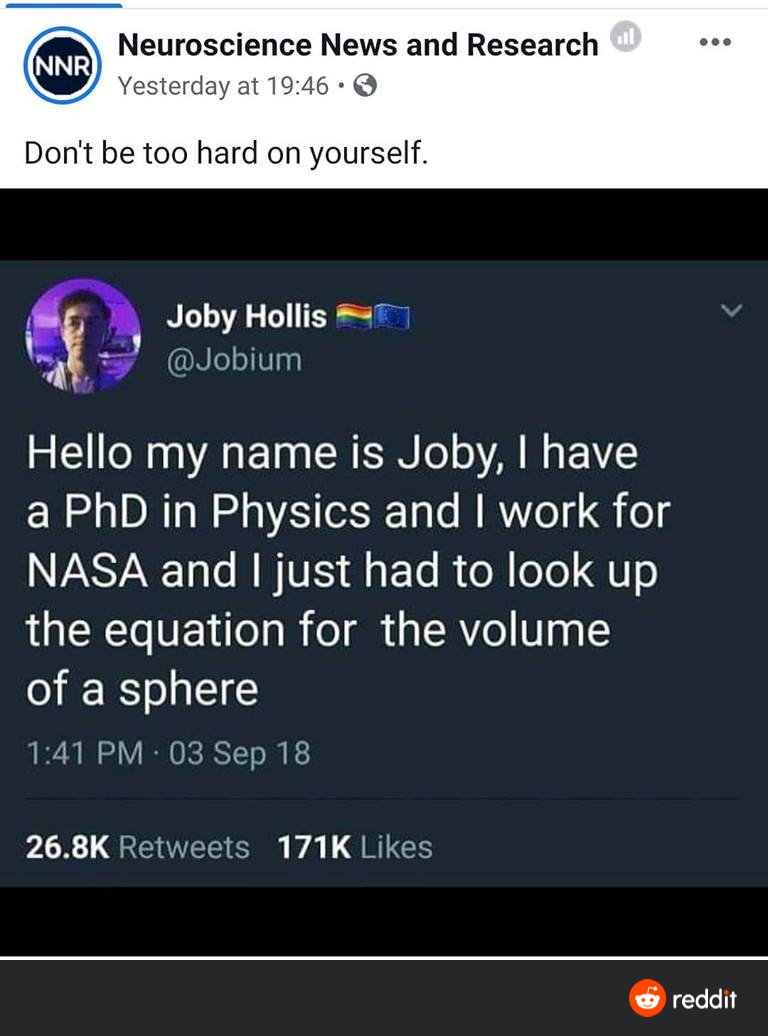 NNR
Neuroscience News and Research
Yesterday at 19:46 ·
Don't be too hard on yourself.
Joby Hollis 🏳️‍🌈🇪🇺
@Jobium
Hello my name is Joby, I have
a PhD in Physics and I work for
NASA and I just had to look up
the equation for  the volume
of a sphere
1:41 PM · 03 Sep 18
26.8K Retweets 171K Likes
reddit